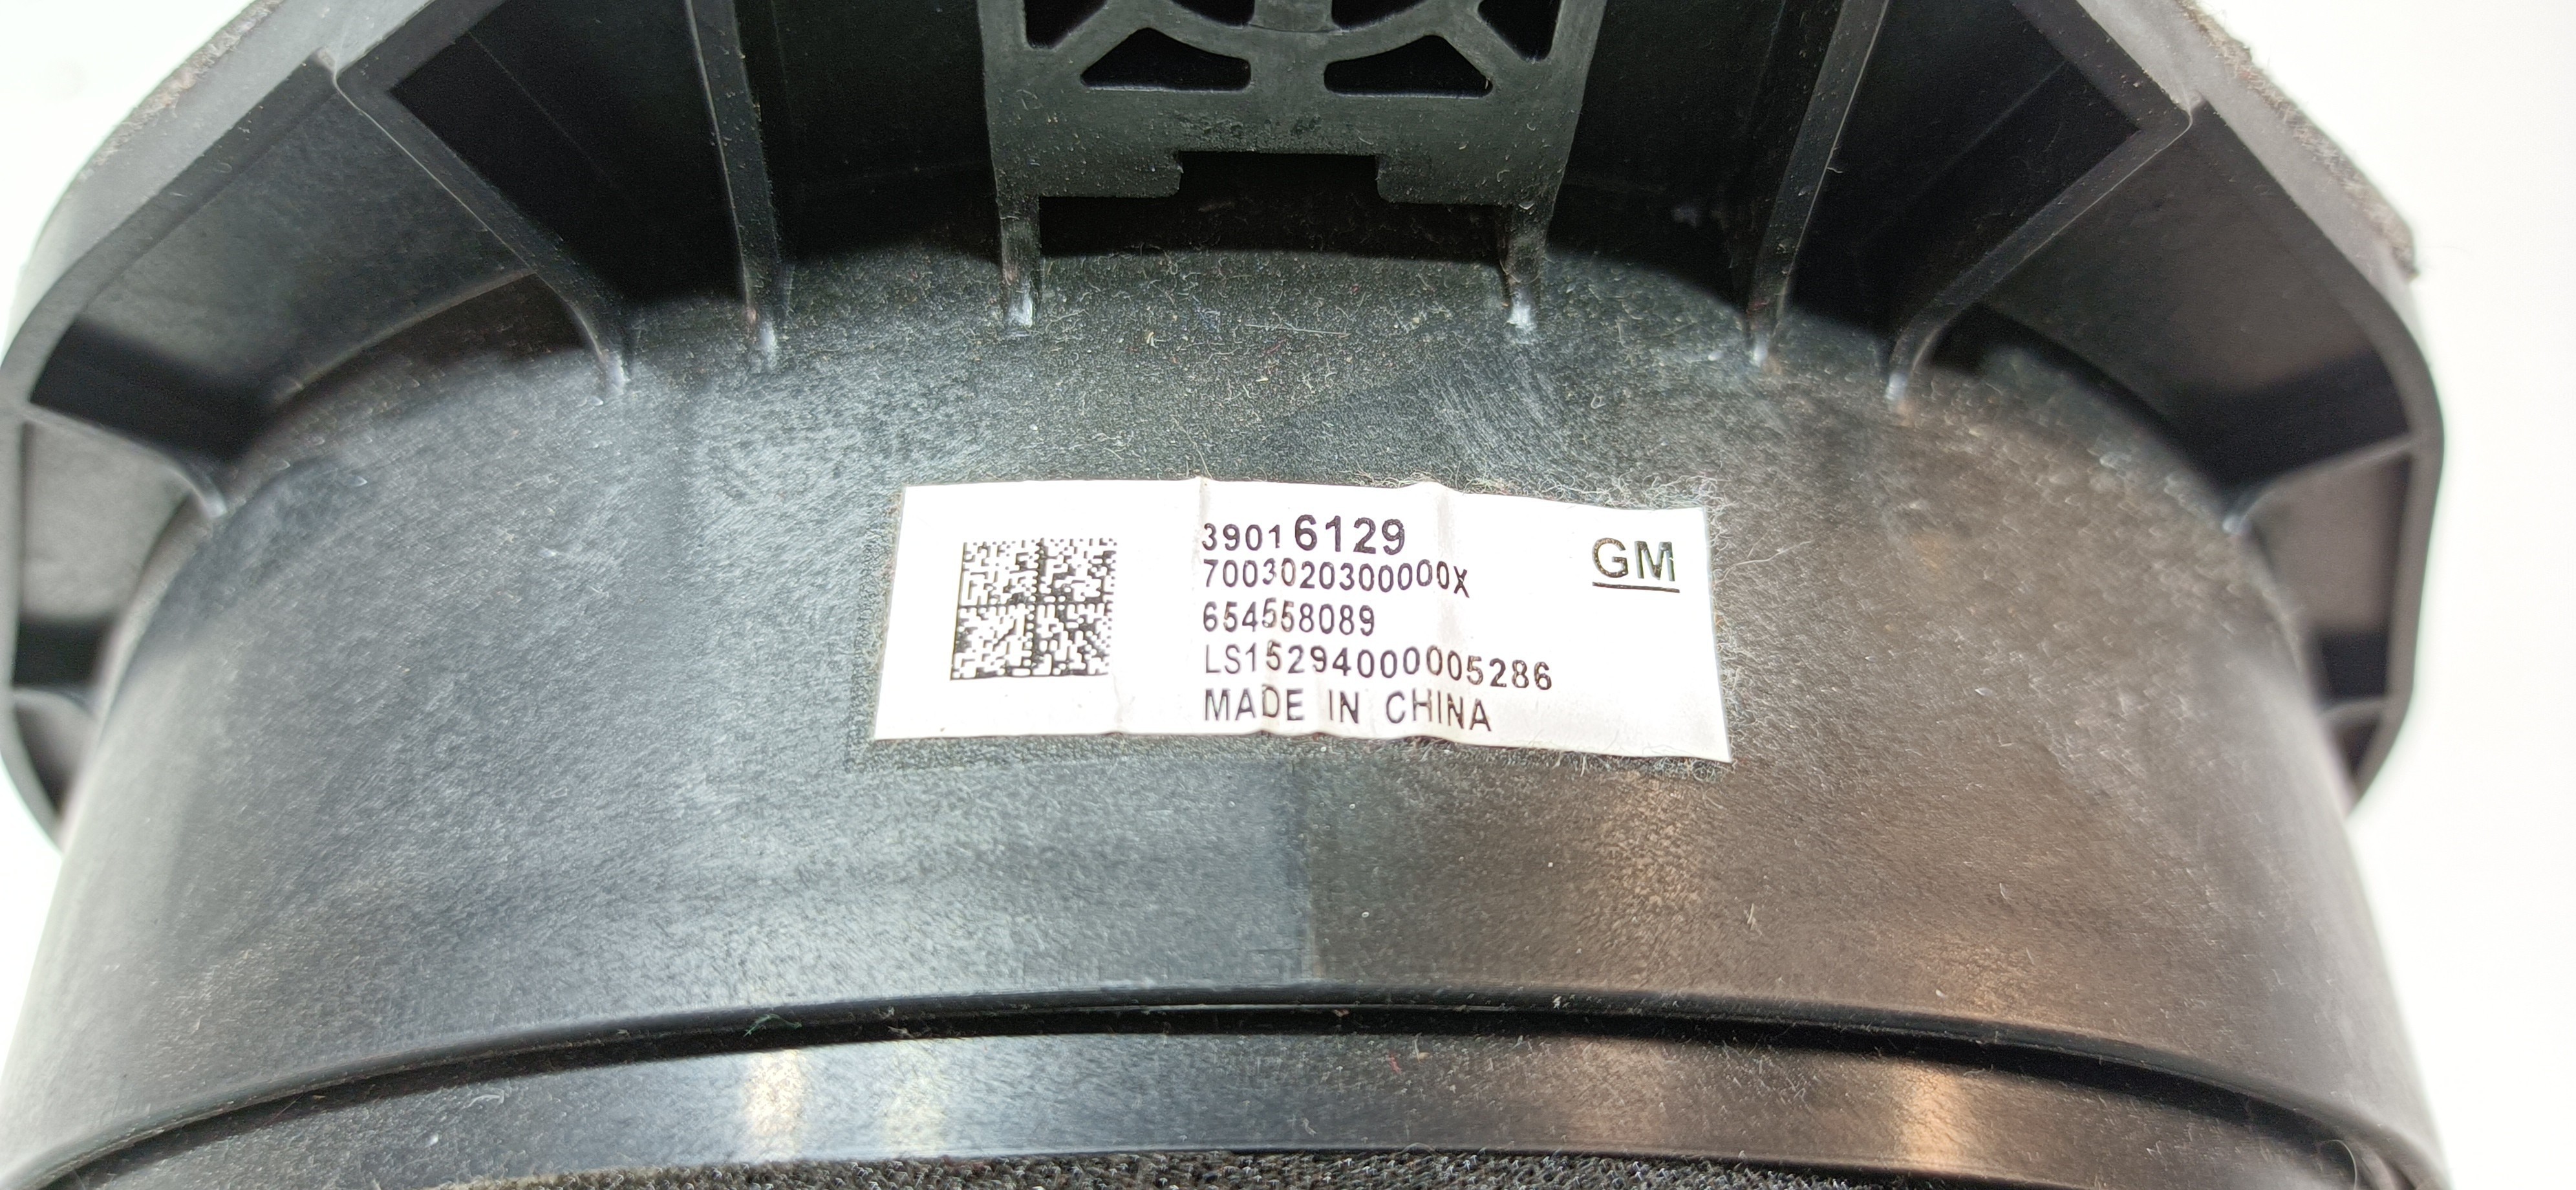 39016129
GM
7003020300000X
654558089
LS15294000005286
MADE IN CHINA